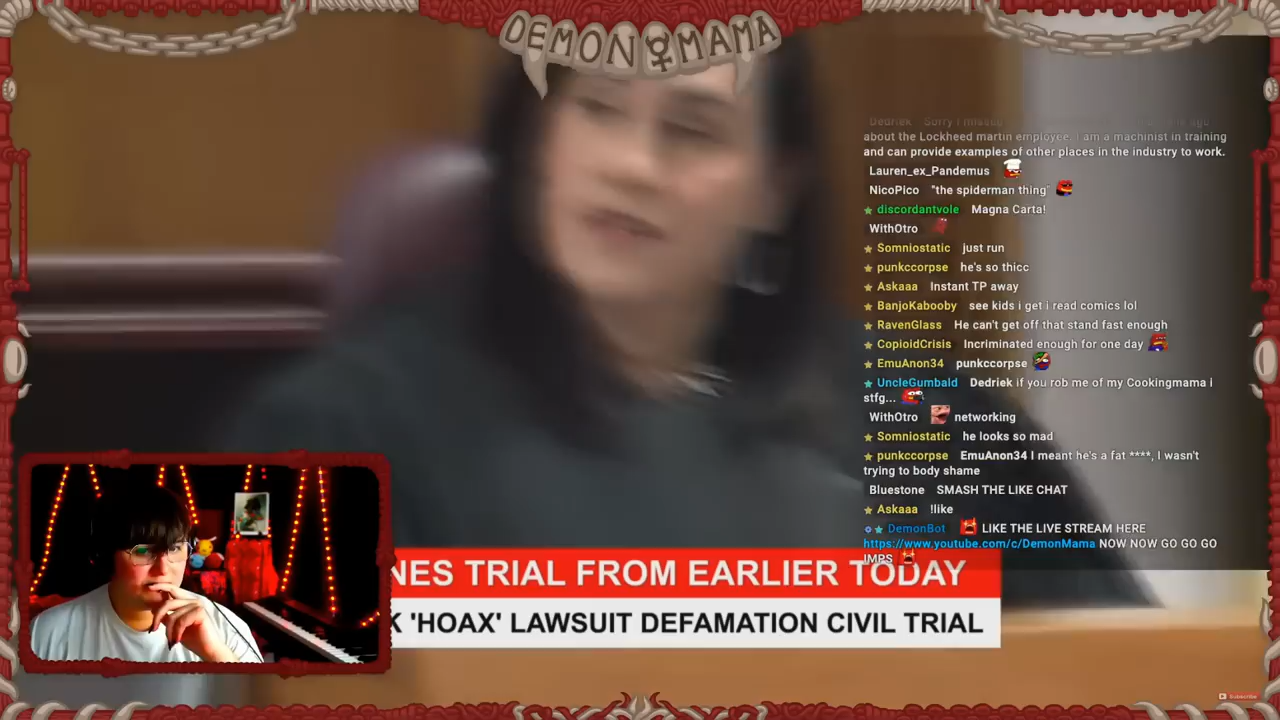 DEMON MAMA
Dedriek Sorry I missed
about the Lockheed martin employee. I am a machinist in training
and can provide examples of other places in the industry to work.
Lauren_ex_Pandemus
NicoPico "the spiderman thing"
discordantvole Magna Carta!
WithOtro
Somniostatic just run
punkccorpse he's so thicc
Askaaa Instant TP away
BanjoKabooby see kids i get i read comics lol
RavenGlass He can't get off that stand fast enough
CopioidCrisis Incriminated enough for one day
EmuAnon34 punkccorpse
UncleGumbald Dedriek if you rob me of my Cookingmama i
stfg...
WithOtro networking
Somniostatic he looks so mad
punkccorpse EmuAnon34 I meant he's a fat ****, I wasn't
trying to body shame
Bluestone SMASH THE LIKE CHAT
Askaaa !like
DemonBot LIKE THE LIVE STREAM HERE
https://www.youtube.com/c/DemonMama NOW NOW GO GO GO
IMPS
NES TRIAL FROM EARLIER TODAY
K 'HOAX' LAWSUIT DEFAMATION CIVIL TRIAL
Subscribe